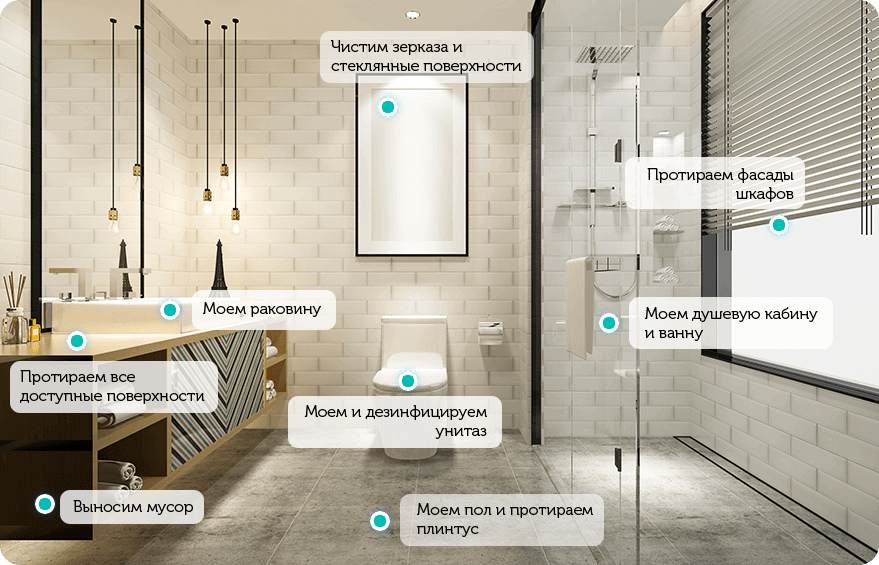 Чистим зерказа и
стеклянные поверхности
Протираем фасады
шкафов
Моем раковину
Моем душевую кабину
и ванну
Протираем все
доступные поверхности
Моем и дезинфицируем
унитаз
Выносим мусор
Моем пол и протираем
плинтус